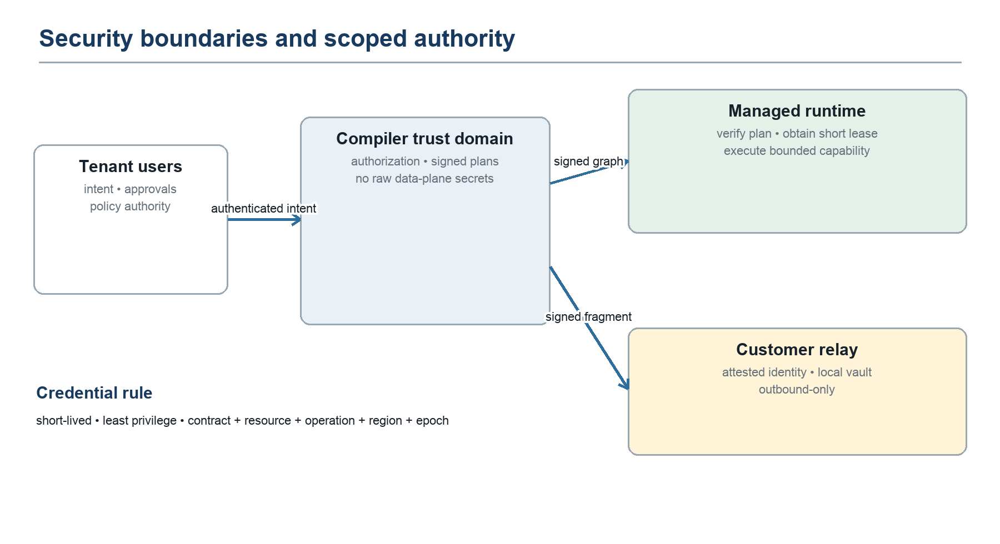 Security boundaries and scoped authority
Tenant users
intent • approvals
policy authority
authenticated intent
Compiler trust domain
authorization • signed plans
no raw data-plane secrets
signed graph
Managed runtime
verify plan • obtain short lease
execute bounded capability
signed fragment
Customer relay
attested identity • local vault
outbound-only
Credential rule
short-lived • least privilege • contract + resource + operation + region + epoch